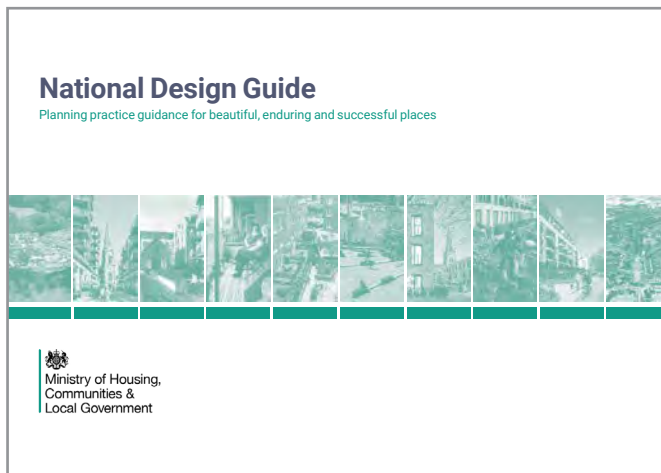 National Design Guide
Planning practice guidance for beautiful, enduring and successful places
Ministry of Housing,
Communities &
Local Government